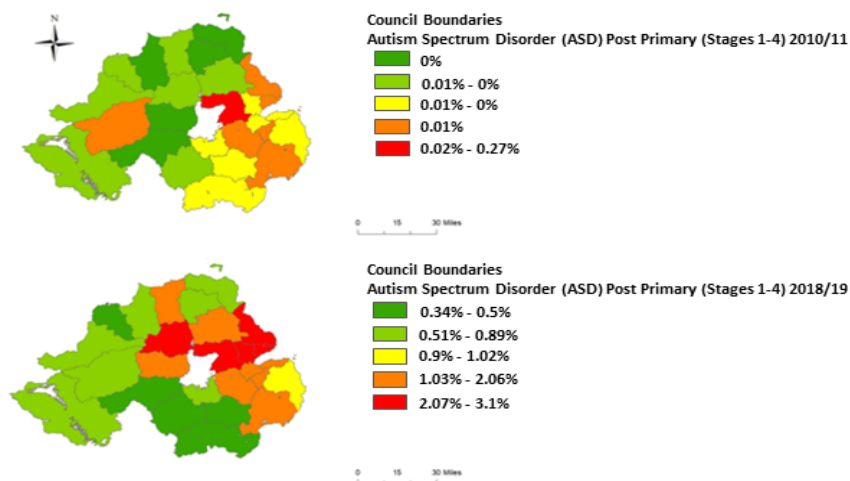 N
Council Boundaries
Autism Spectrum Disorder (ASD) Post Primary (Stages 1-4) 2010/11
0%
0.01% - 0%
0.01% - 0%
0.01%
0.02% - 0.27%
0 15 30 Miles
Council Boundaries
Autism Spectrum Disorder (ASD) Post Primary (Stages 1-4) 2018/19
0.34% - 0.5%
0.51% - 0.89%
0.9% - 1.02%
1.03% - 2.06%
2.07% - 3.1%
0 15 30 Miles